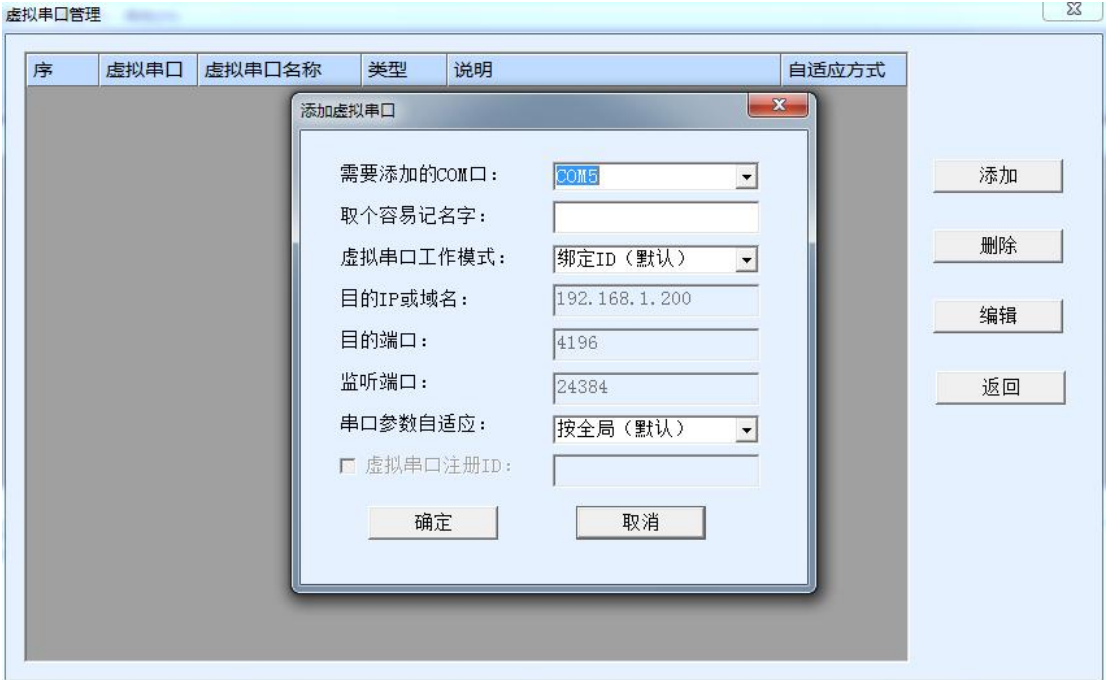 虚拟串口管理
序 虚拟串口 虚拟串口名称 类型 说明 自适应方式
添加虚拟串口
需要添加的COM口: COM5
取个容易记名字:
虚拟串口工作模式: 绑定ID(默认)
目的IP或域名: 192.168.1.200
目的端口: 4196
监听端口: 24384
串口参数自适应: 按全局(默认)
虚拟串口注册ID:
确定 取消
添加
删除
编辑
返回